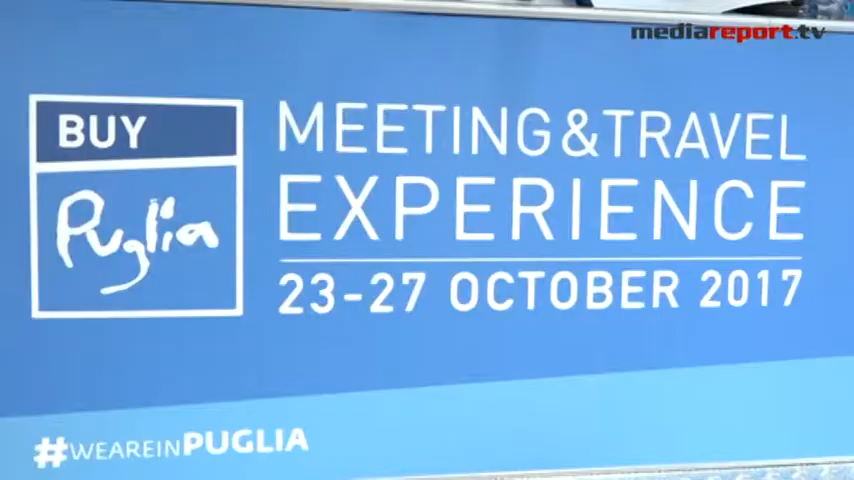 mediareport.tv
BUY
Puglia
MEETING&TRAVEL
EXPERIENCE
23-27 OCTOBER 2017
#WEAREINPUGLIA